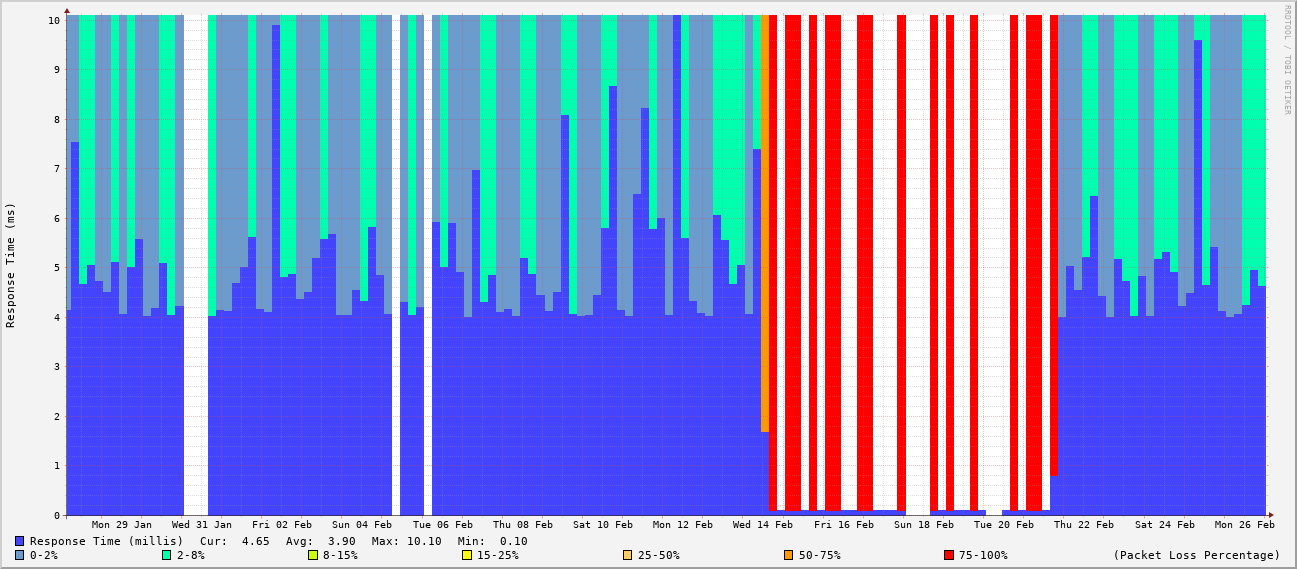 RRDTOOL / TOBI OETIKER
Response Time (ms)
10
9
8
7
6
5
4
3
2
1
0
Mon 29 Jan Wed 31 Jan Fri 02 Feb Sun 04 Feb Tue 06 Feb Thu 08 Feb Sat 10 Feb Mon 12 Feb Wed 14 Feb Fri 16 Feb Sun 18 Feb Tue 20 Feb Thu 22 Feb Sat 24 Feb Mon 26 Feb
Response Time (millis) Cur: 4.65 Avg: 3.90 Max: 10.10 Min: 0.10
0-2% 2-8% 8-15% 15-25% 25-50% 50-75% 75-100% (Packet Loss Percentage)